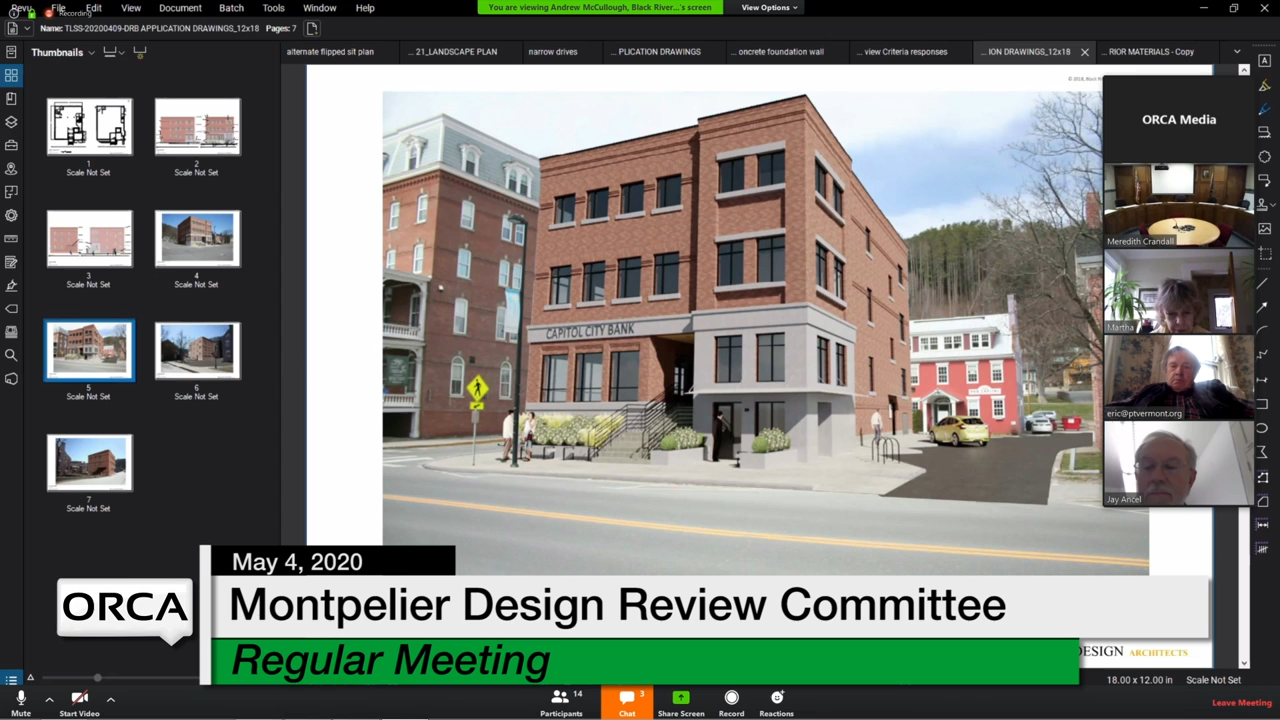 Revu File Edit View Document Batch Tools Window Help
Recording
You are viewing Andrew McCullough, Black River...'s screen
View Options
Name: TLSS-20200409-DRB APPLICATION DRAWINGS_12x18 Pages: 7
Thumbnails
alternate flipped sit plan
... 21_LANDSCAPE PLAN
narrow drives
... PLICATION DRAWINGS
... oncrete foundation wall
... view Criteria responses
... ION DRAWINGS_12x18
... RIOR MATERIALS - Copy
1
Scale Not Set
2
Scale Not Set
3
Scale Not Set
4
Scale Not Set
5
Scale Not Set
6
Scale Not Set
7
Scale Not Set
CAPITOL CITY BANK
ORCA Media
Meredith Crandall
Martha
eric@ptvermont.org
Jay Ancel
May 4, 2020
ORCA
Montpelier Design Review Committee
Regular Meeting
DESIGN ARCHITECTS
18.00 x 12.00 in Scale Not Set
Mute
Start Video
14
Participants
3
Chat
Share Screen
Record
Reactions
Leave Meeting